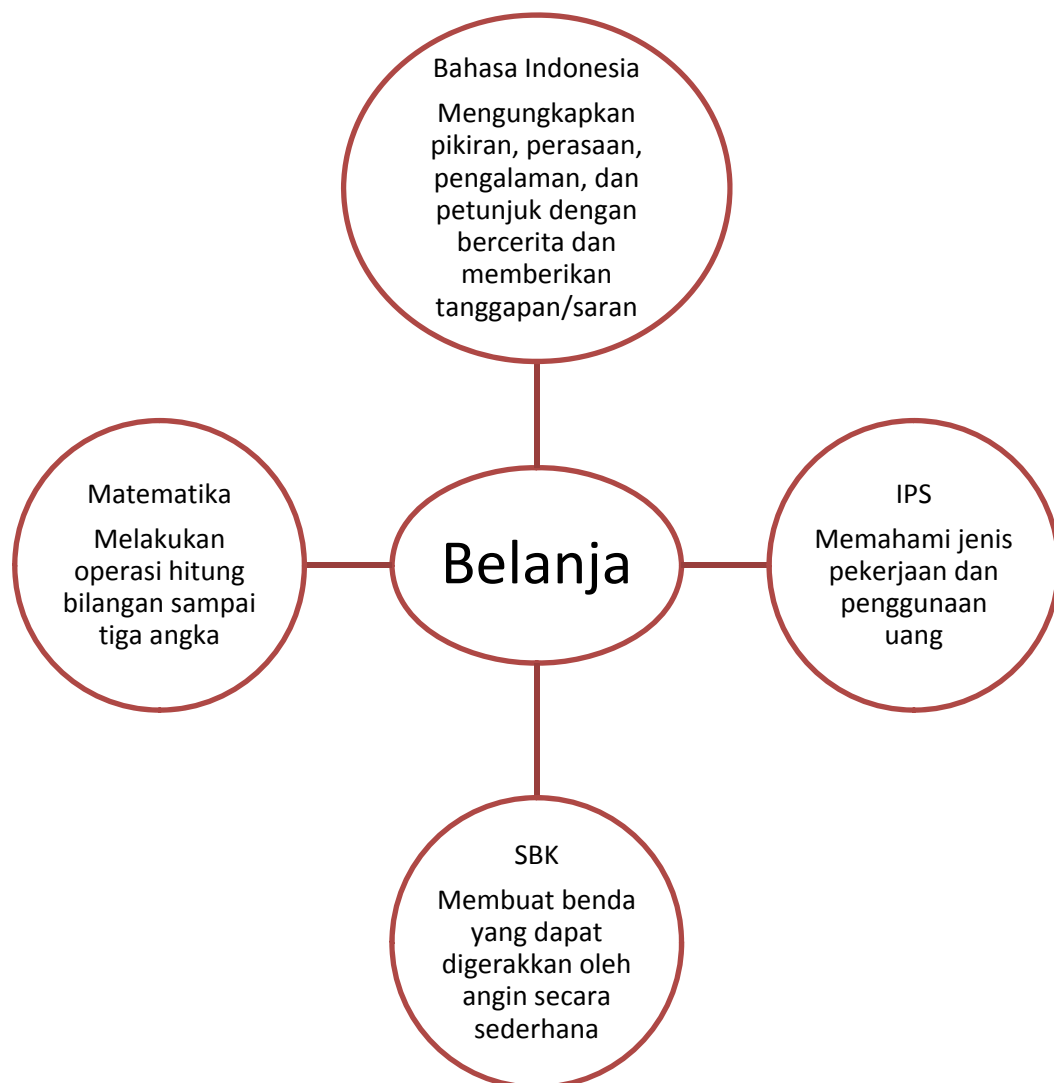 Bahasa Indonesia
Mengungkapkan
pikiran, perasaan,
pengalaman, dan
petunjuk dengan
bercerita dan
memberikan
tanggapan/saran
Matematika
Melakukan
operasi hitung
bilangan sampai
tiga angka
Belanja
IPS
Memahami jenis
pekerjaan dan
penggunaan
uang
SBK
Membuat benda
yang dapat
digerakkan oleh
angin secara
sederhana